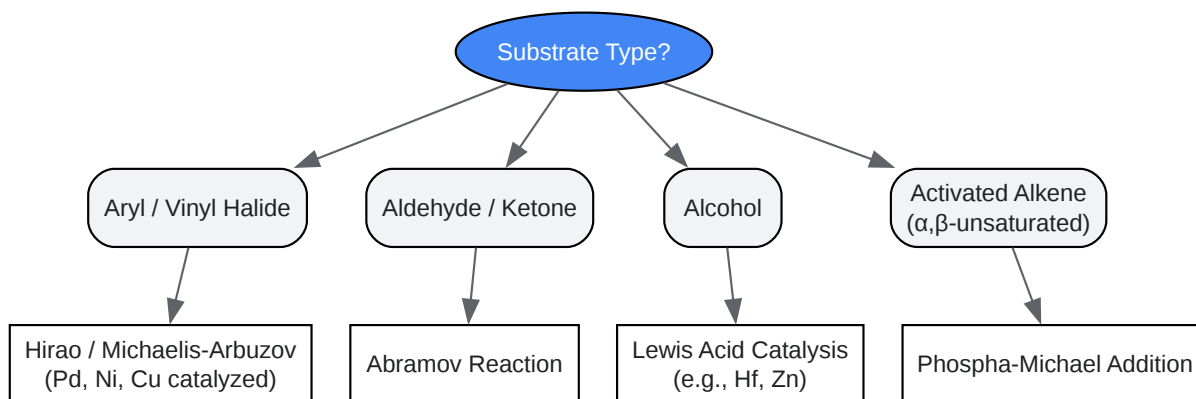 Substrate Type?
Aryl / Vinyl Halide
Aldehyde / Ketone
Alcohol
Activated Alkene
(α,β-unsaturated)
Hirao / Michaelis-Arbuzov
(Pd, Ni, Cu catalyzed)
Abramov Reaction
Lewis Acid Catalysis
(e.g., Hf, Zn)
Phospha-Michael Addition